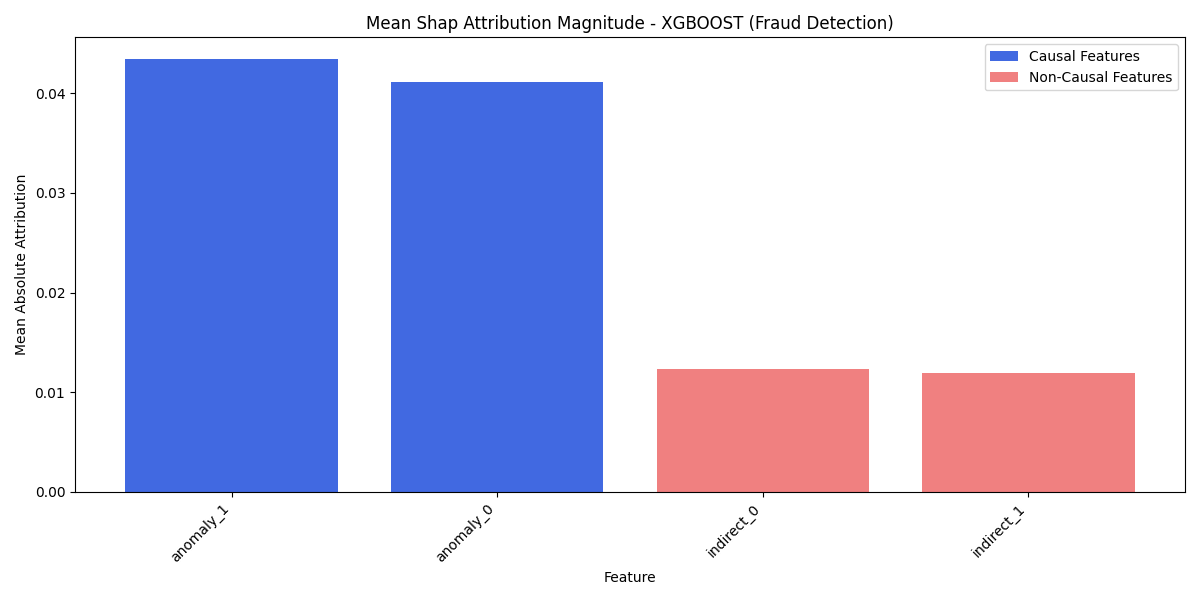 Mean Shap Attribution Magnitude - XGBOOST (Fraud Detection)
Causal Features
Non-Causal Features
Mean Absolute Attribution
0.04
0.03
0.02
0.01
0.00
anomaly_1
anomaly_0
indirect_0
indirect_1
Feature